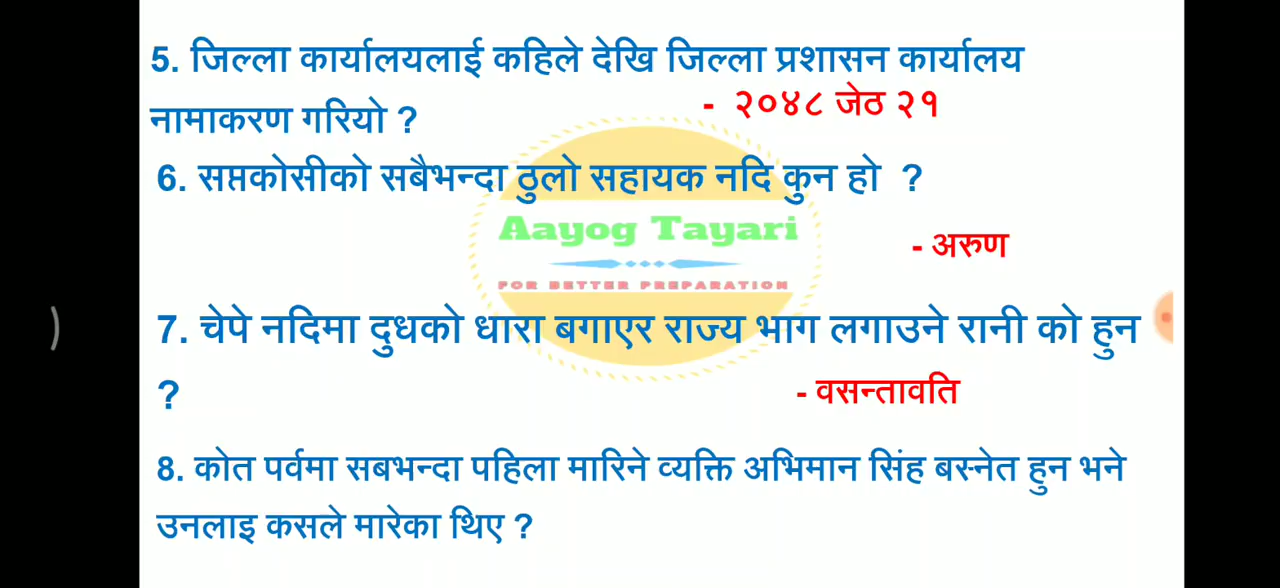 5. जिल्ला कार्यालयलाई कहिले देखि जिल्ला प्रशासन कार्यालय
नामाकरण गरियो ?
- २०४८ जेठ २१
6. सप्तकोसीको सबैभन्दा ठुलो सहायक नदि कुन हो ?
Aayog Tayari
- अरुण
FOR BETTER PREPARATION
7. चेपे नदिमा दुधको धारा बगाएर राज्य भाग लगाउने रानी को हुन
?
- वसन्तावति
8. कोत पर्वमा सबभन्दा पहिला मारिने व्यक्ति अभिमान सिंह बस्नेत हुन भने
उनलाइ कसले मारेका थिए ?